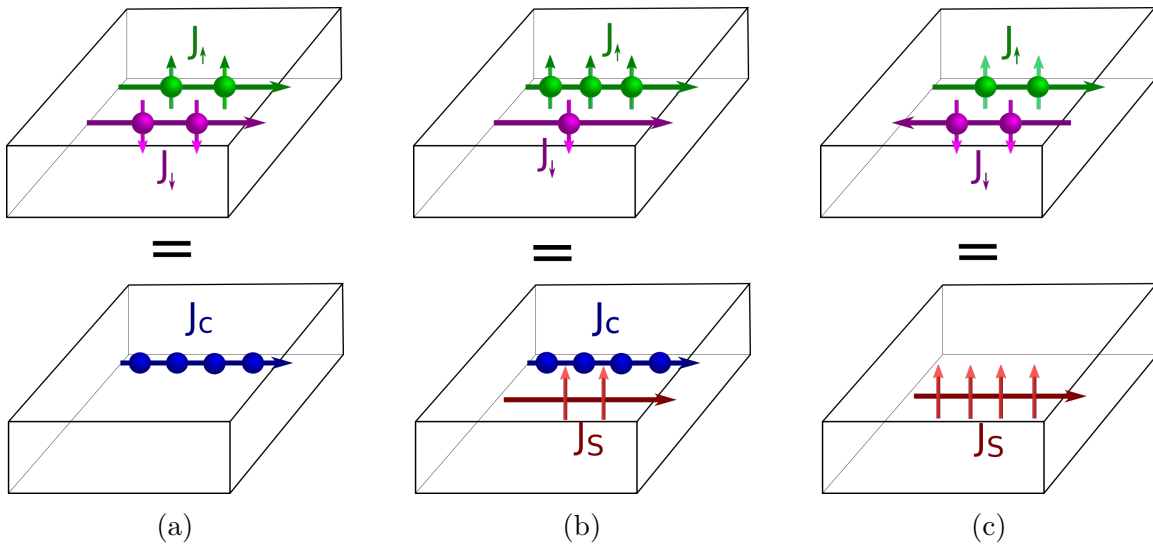 J↑ J↑ J↑
J↓ J↓ J↓
= = =
Jc Jc
JS JS
(a) (b) (c)